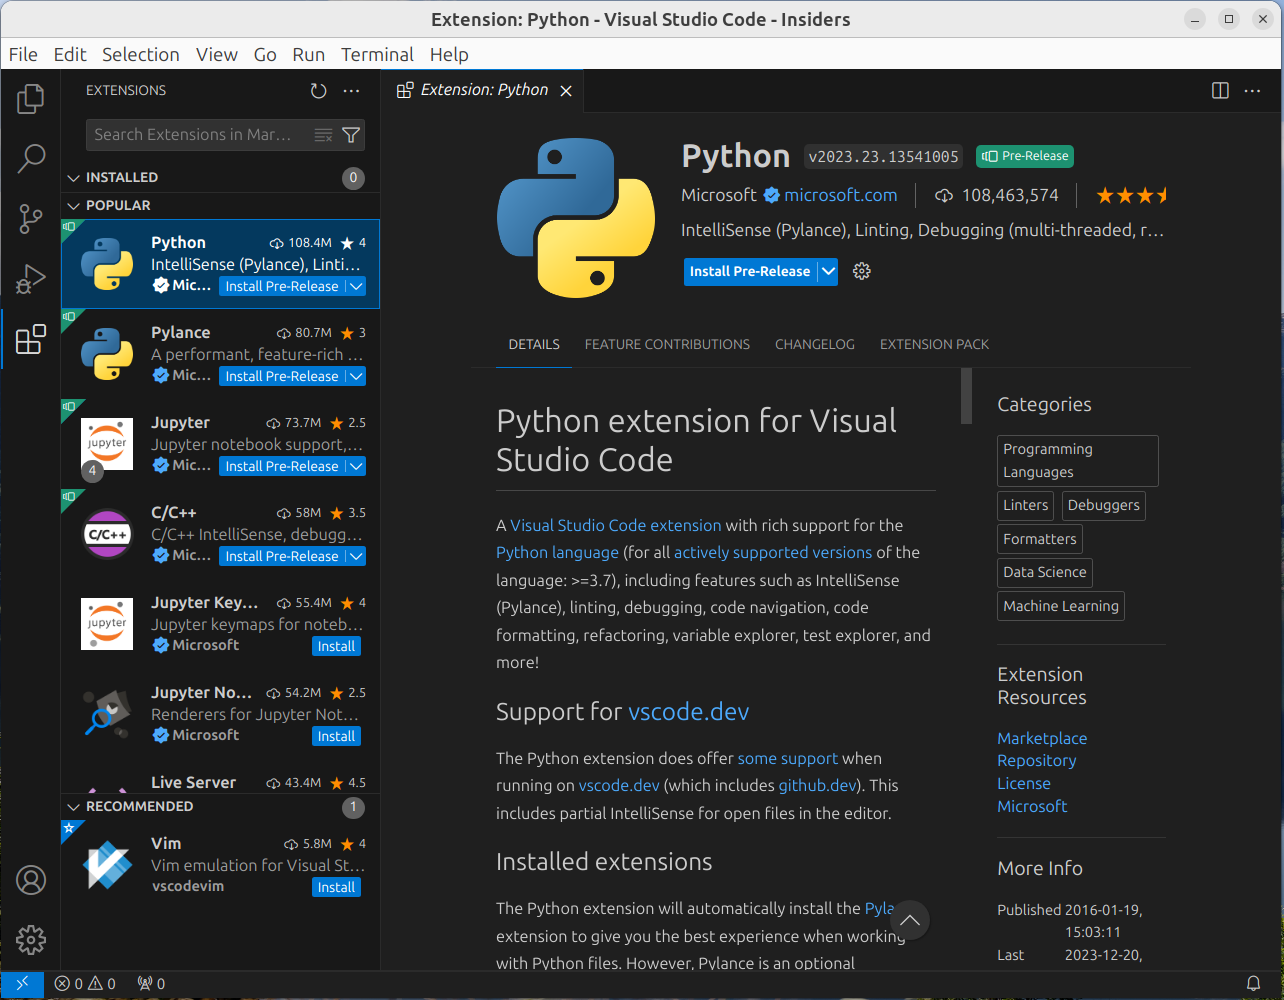 Extension: Python - Visual Studio Code - Insiders
File Edit Selection View Go Run Terminal Help
EXTENSIONS
Search Extensions in Mar...
INSTALLED 0
POPULAR
Python 108.4M 4
IntelliSense (Pylance), Linti...
Mic... Install Pre-Release
Pylance 80.7M 3
A performant, feature-rich ...
Mic... Install Pre-Release
Jupyter 73.7M 2.5
Jupyter notebook support,...
Mic... Install Pre-Release
jupyter
4
C/C++ 58M 3.5
C/C++ IntelliSense, debugg...
Mic... Install Pre-Release
C/C++
Jupyter Key... 55.4M 4
Jupyter keymaps for noteb...
Microsoft Install
jupyter
Jupyter No... 54.2M 2.5
Renderers for Jupyter Not...
Microsoft Install
Live Server 43.4M 4.5
RECOMMENDED 1
Vim 5.8M 4
Vim emulation for Visual St...
vscodevim Install
Extension: Python
Python v2023.23.13541005 Pre-Release
Microsoft microsoft.com 108,463,574
IntelliSense (Pylance), Linting, Debugging (multi-threaded, r...
Install Pre-Release
DETAILS FEATURE CONTRIBUTIONS CHANGELOG EXTENSION PACK
Python extension for Visual
Studio Code
A Visual Studio Code extension with rich support for the
Python language (for all actively supported versions of the
language: >=3.7), including features such as IntelliSense
(Pylance), linting, debugging, code navigation, code
formatting, refactoring, variable explorer, test explorer, and
more!
Support for vscode.dev
The Python extension does offer some support when
running on vscode.dev (which includes github.dev). This
includes partial IntelliSense for open files in the editor.
Installed extensions
The Python extension will automatically install the
extension to give you the best experience when working
with Python files. However, Pylance is an optional
Categories
Programming
Languages
Linters Debuggers
Formatters
Data Science
Machine Learning
Extension
Resources
Marketplace
Repository
License
Microsoft
More Info
Published 2016-01-19,
15:03:11
Last 2023-12-20,
0 0 0